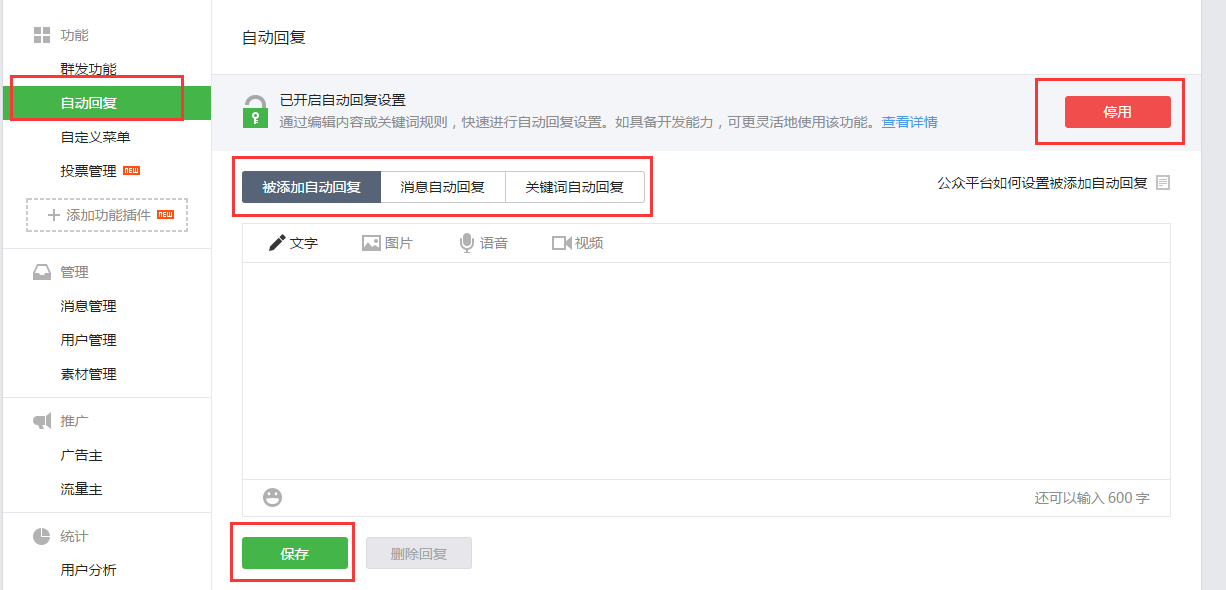 功能
群发功能
自动回复
自定义菜单
投票管理 NEW
添加功能插件 NEW
管理
消息管理
用户管理
素材管理
推广
广告主
流量主
统计
用户分析
自动回复
已开启自动回复设置
通过编辑内容或关键词规则，快速进行自动回复设置。如具备开发能力，可更灵活地使用该功能。查看详情
停用
被添加自动回复 消息自动回复 关键词自动回复
公众平台如何设置被添加自动回复
文字 图片 语音 视频
还可以输入 600 字
保存 删除回复